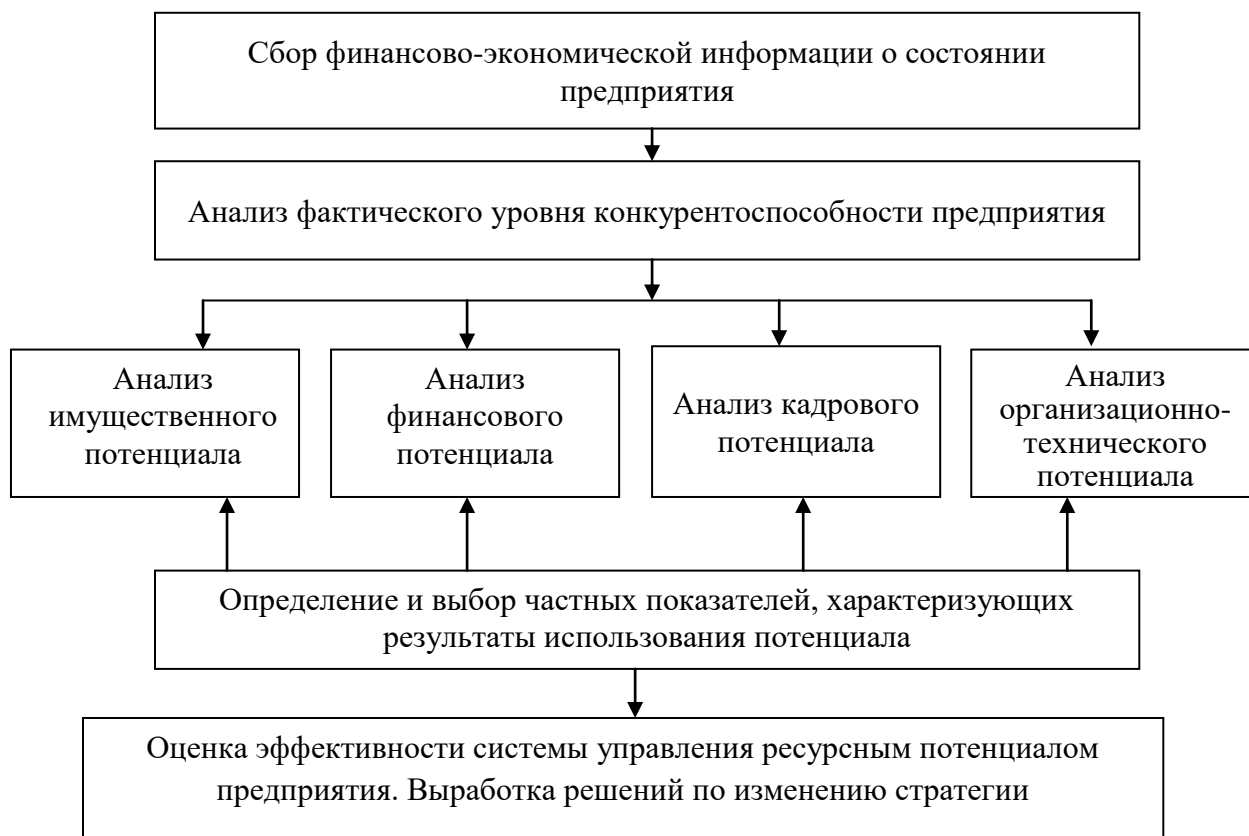 Сбор финансово-экономической информации о состоянии
предприятия
Анализ фактического уровня конкурентоспособности предприятия
Анализ
имущественного
потенциала
Анализ
финансового
потенциала
Анализ кадрового
потенциала
Анализ
организационно-
технического
потенциала
Определение и выбор частных показателей, характеризующих
результаты использования потенциала
Оценка эффективности системы управления ресурсным потенциалом
предприятия. Выработка решений по изменению стратегии